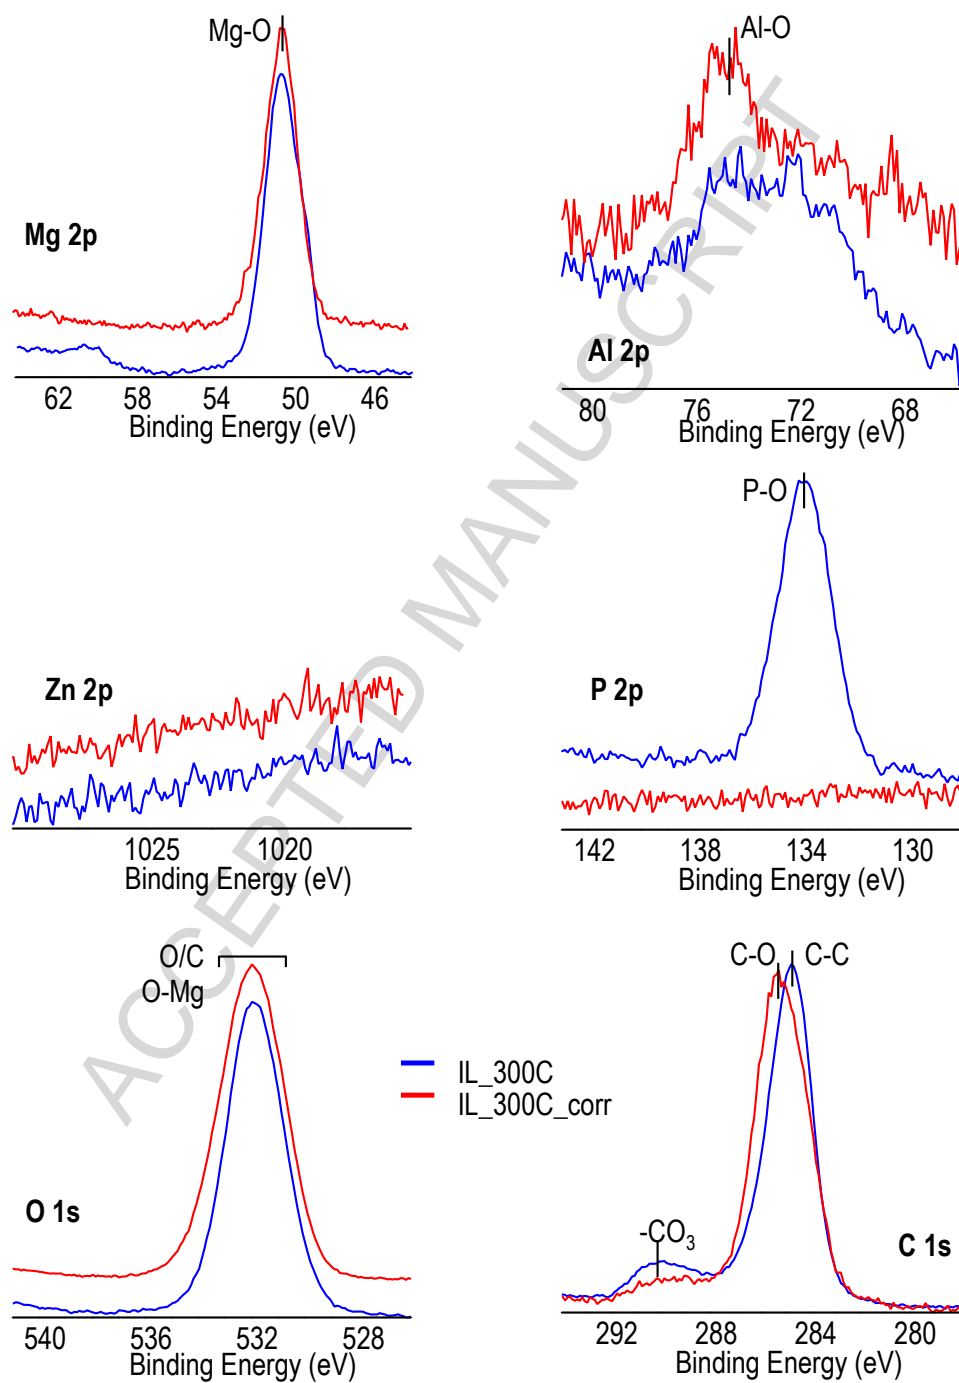 Mg-O
Al-O
Mg 2p
Al 2p
62 58 54 50 46
Binding Energy (eV)
80 76 72 68
Binding Energy (eV)
P-O
Zn 2p
P 2p
1025 1020
Binding Energy (eV)
142 138 134 130
Binding Energy (eV)
O/C
O-Mg
C-O C-C
IL_300C
IL_300C_corr
O 1s
-CO₃
C 1s
540 536 532 528
Binding Energy (eV)
292 288 284 280
Binding Energy (eV)
ACCEPTED MANUSCRIPT